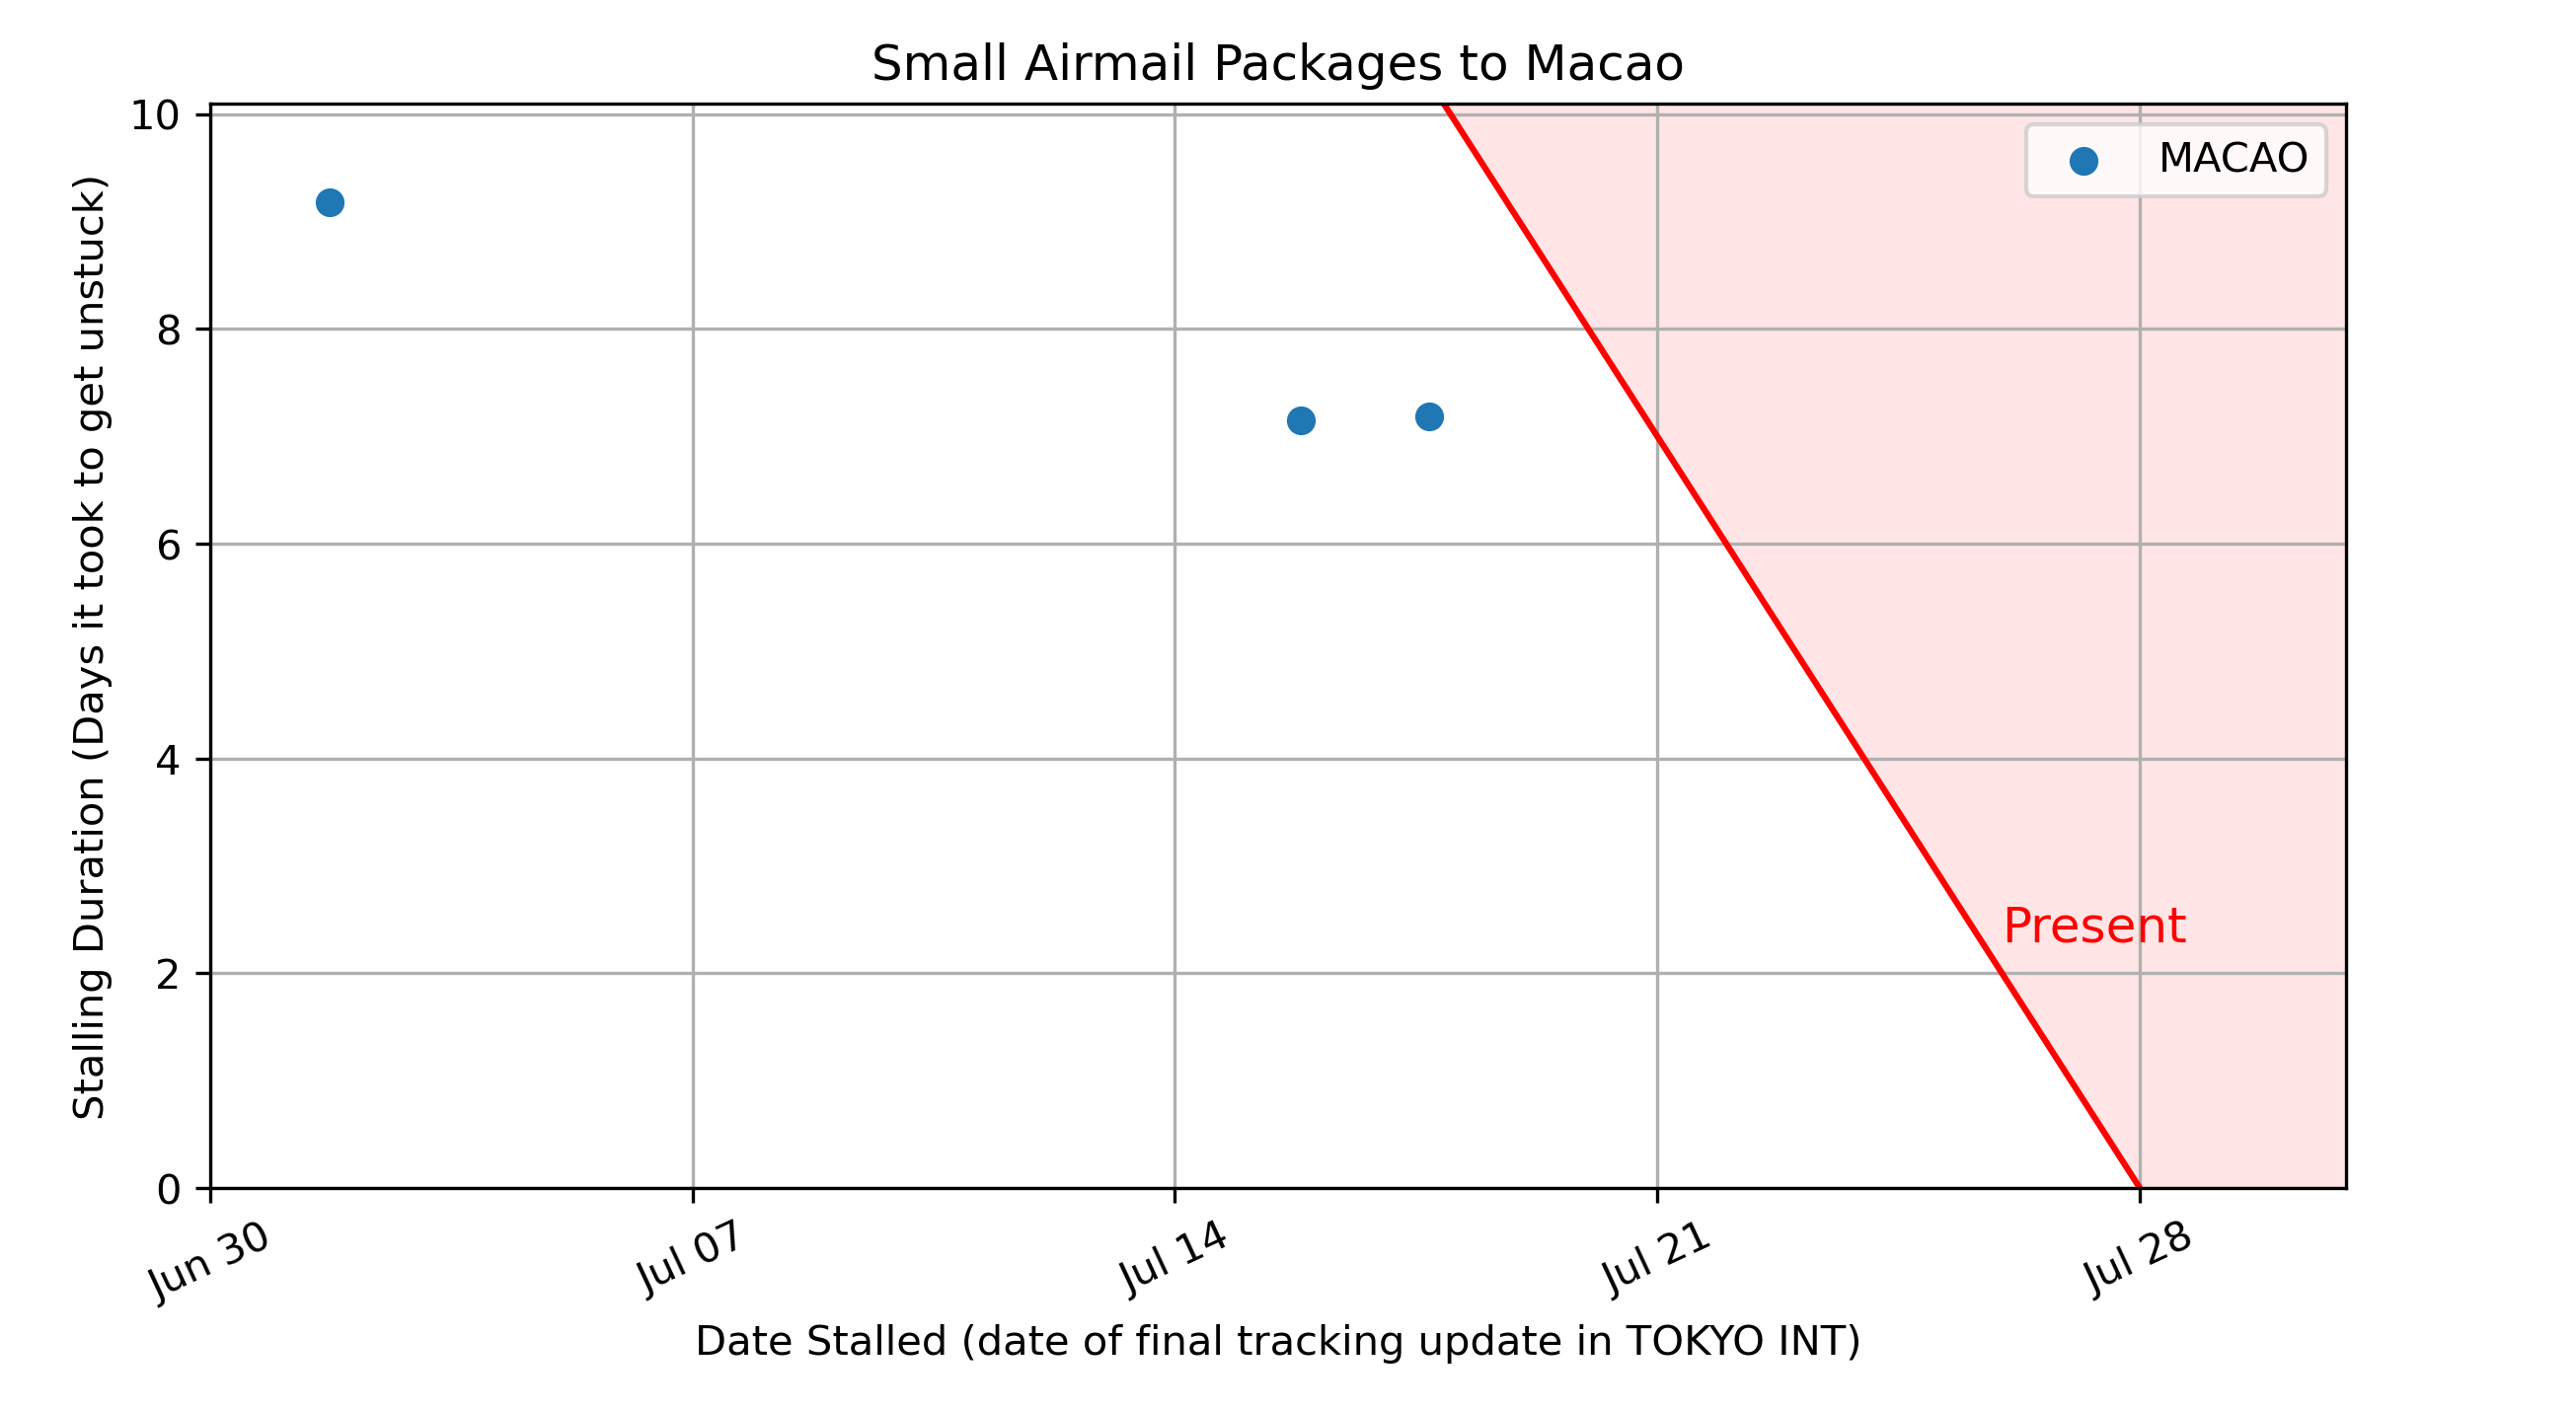 Small Airmail Packages to Macao
MACAO
Stalling Duration (Days it took to get unstuck)
10
8
6
4
2
0
Present
Jun 30
Jul 07
Jul 14
Jul 21
Jul 28
Date Stalled (date of final tracking update in TOKYO INT)